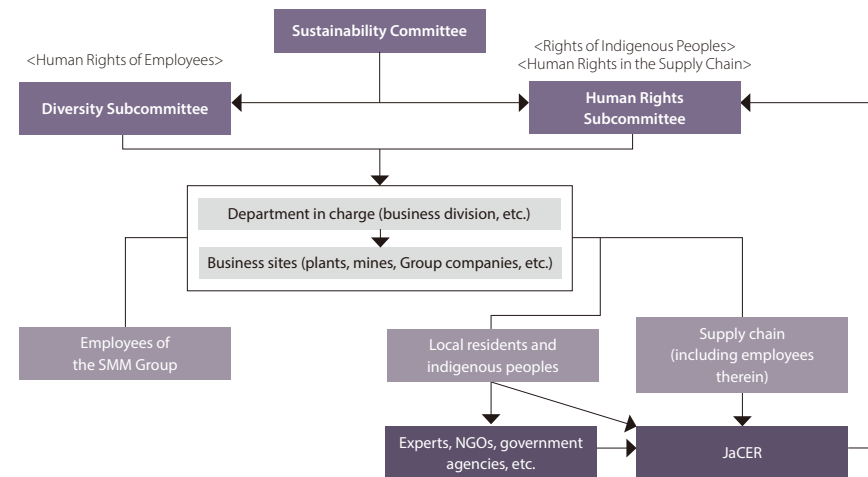 Sustainability Committee
<Human Rights of Employees>
<Rights of Indigenous Peoples>
<Human Rights in the Supply Chain>
Diversity Subcommittee
Human Rights
Subcommittee
Department in charge (business division, etc.)
Business sites (plants, mines, Group companies, etc.)
Employees of
the SMM Group
Local residents and
indigenous peoples
Supply chain
(including employees
therein)
Experts, NGOs, government
agencies, etc.
JaCER